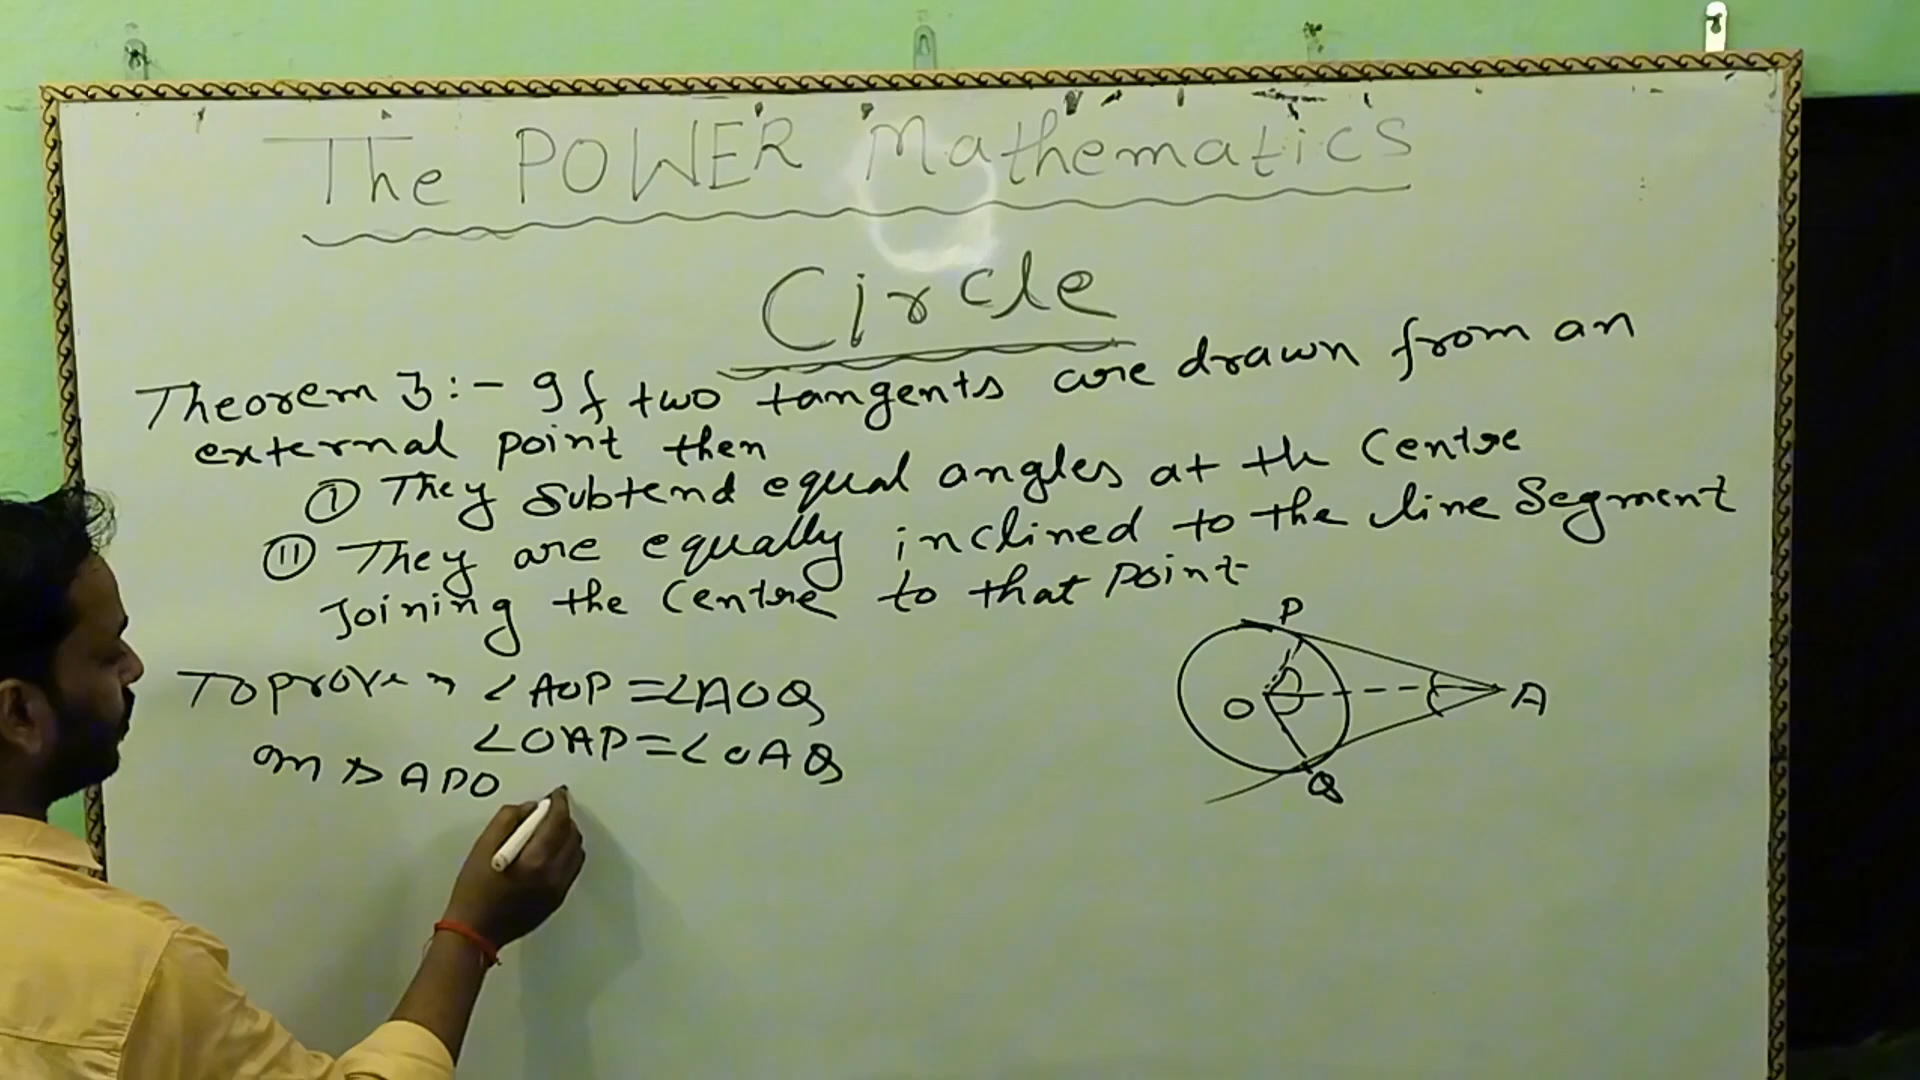 The POWER Mathematics
Circle
Theorem 3:- If two tangents are drawn from an
external point then
(I) They subtend equal angles at the Centre
(II) They are equally inclined to the line Segment
Joining the Centre to that Point
To prove → ∠AOP = ∠AOQ
∠OAP = ∠OAQ
In △ APO
P
O
A
Q